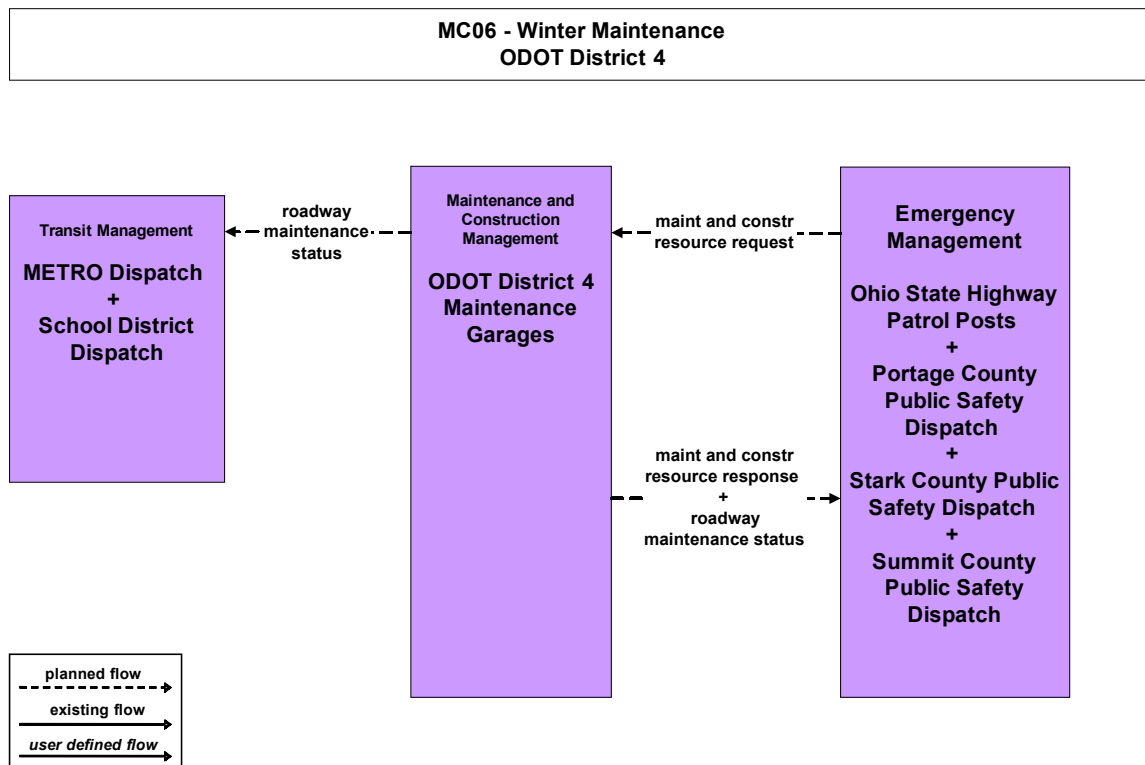 MC06 - Winter Maintenance
ODOT District 4
Transit Management
METRO Dispatch
+
School District
Dispatch
roadway
maintenance
status
Maintenance and
Construction
Management
ODOT District 4
Maintenance
Garages
maint and constr
resource request
maint and constr
resource response
+
roadway
maintenance status
Emergency
Management
Ohio State Highway
Patrol Posts
+
Portage County
Public Safety
Dispatch
+
Stark County Public
Safety Dispatch
+
Summit County
Public Safety
Dispatch
planned flow
existing flow
user defined flow